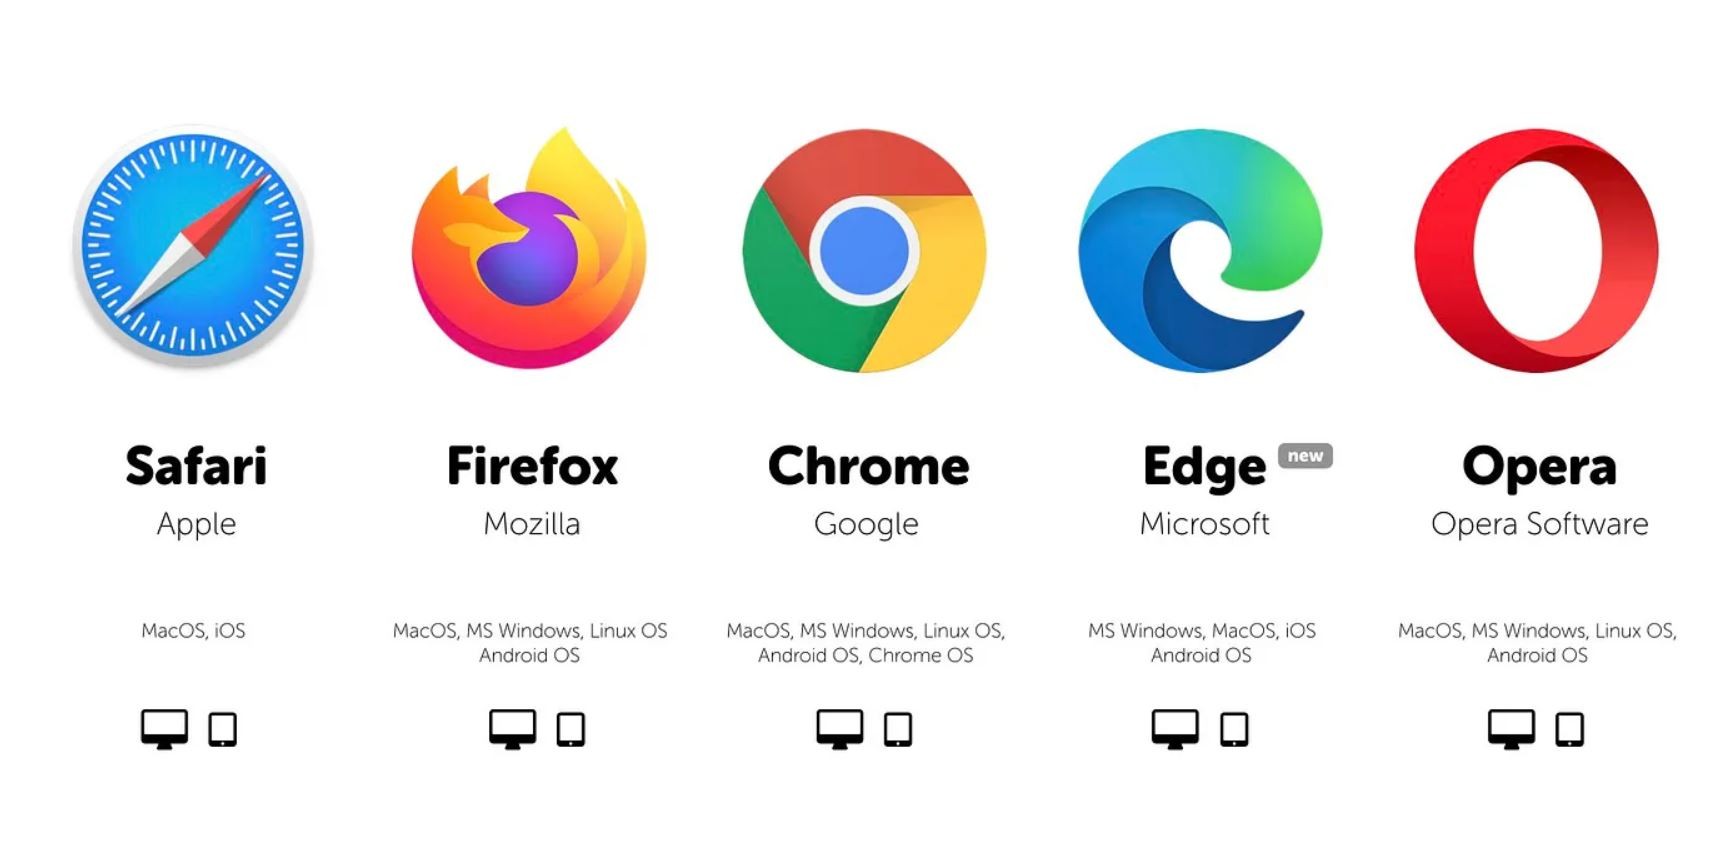 Safari
Apple
MacOS, iOS
Firefox
Mozilla
MacOS, MS Windows, Linux OS
Android OS
Chrome
Google
MacOS, MS Windows, Linux OS,
Android OS, Chrome OS
Edge new
Microsoft
MS Windows, MacOS, iOS
Android OS
Opera
Opera Software
MacOS, MS Windows, Linux OS,
Android OS